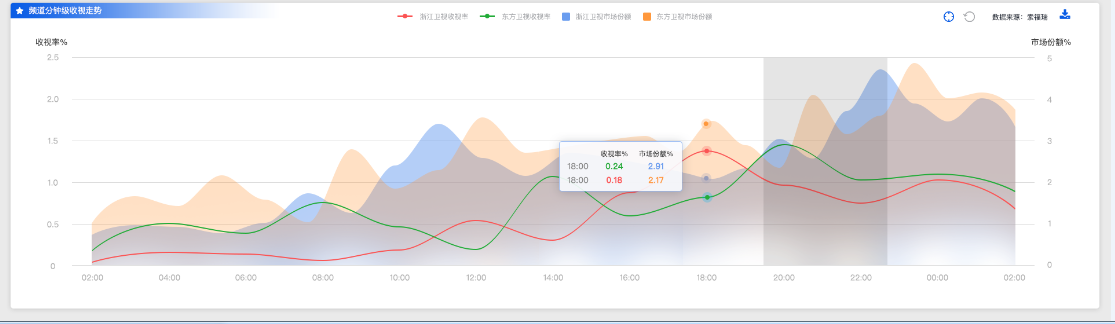 频道分钟级收视走势
浙江卫视收视率 东方卫视收视率 浙江卫视市场份额 东方卫视市场份额
数据来源：索福瑞
收视率% 市场份额%
2.5 5
2.0 4
1.5 3
1.0 2
0.5 1
0 0
收视率% 市场份额%
18:00 0.24 2.91
18:00 0.18 2.17
02:00 04:00 06:00 08:00 10:00 12:00 14:00 16:00 18:00 20:00 22:00 00:00 02:00